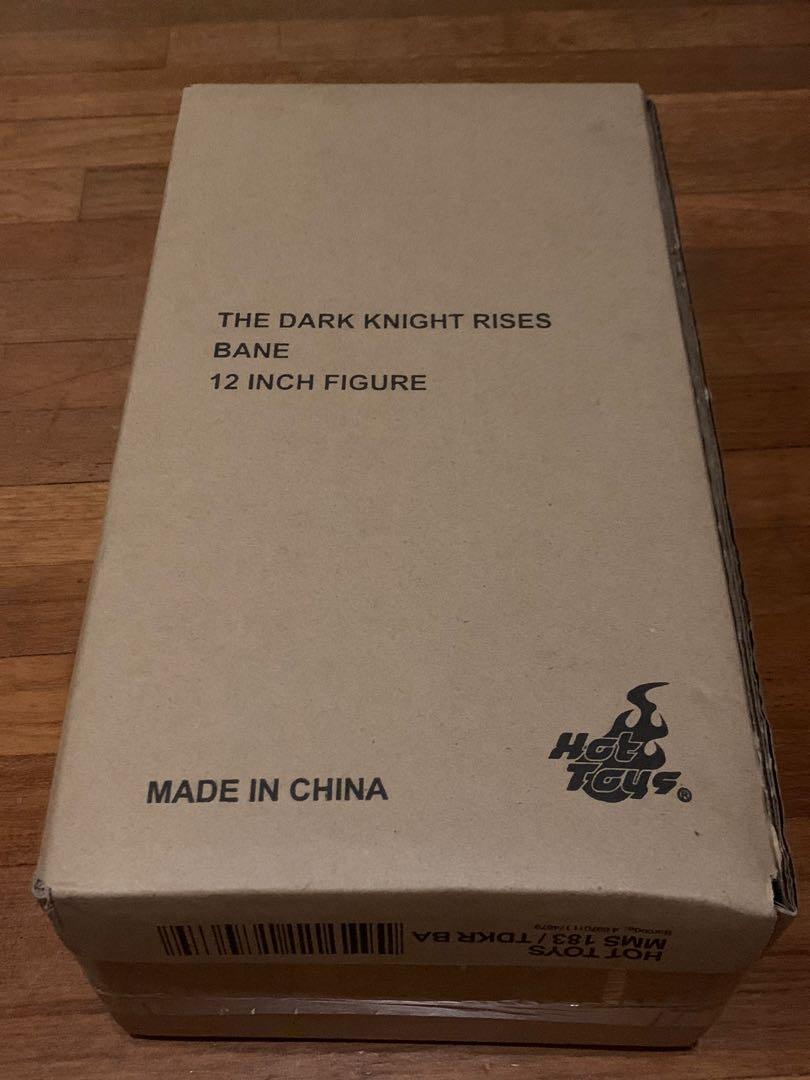 THE DARK KNIGHT RISES
BANE
12 INCH FIGURE
Hot
Toys®
MADE IN CHINA
HOT TOYS
MMS 183 / TDKR BA